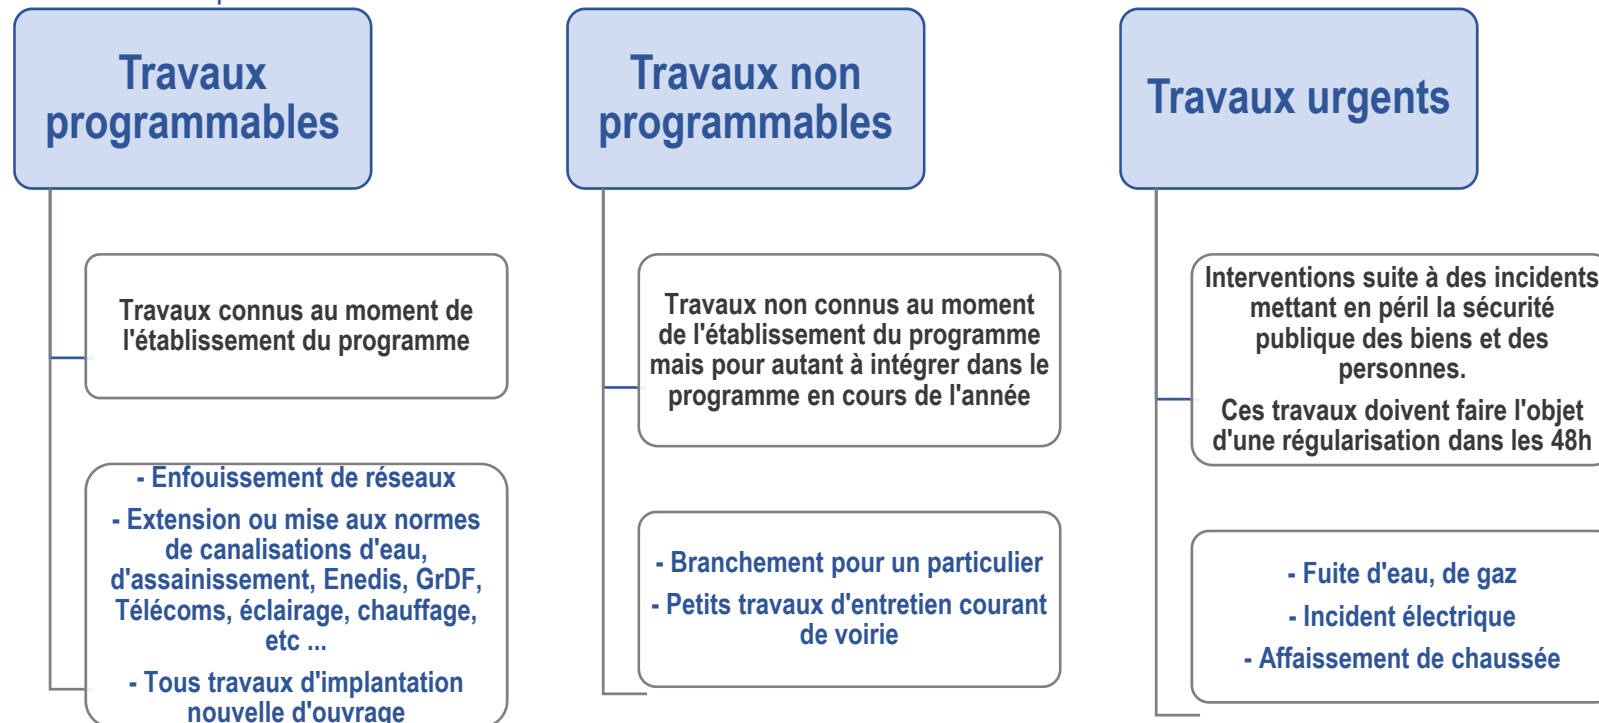 Travaux
programmables
Travaux connus au moment de
l'établissement du programme
- Enfouissement de réseaux
- Extension ou mise aux normes
de canalisations d'eau,
d'assainissement, Enedis, GrDF,
Télécoms, éclairage, chauffage,
etc ...
- Tous travaux d'implantation
nouvelle d'ouvrage
Travaux non
programmables
Travaux non connus au moment
de l'établissement du programme
mais pour autant à intégrer dans le
programme en cours de l'année
- Branchement pour un particulier
- Petits travaux d'entretien courant
de voirie
Travaux urgents
Interventions suite à des incidents
mettant en péril la sécurité
publique des biens et des
personnes.
Ces travaux doivent faire l'objet
d'une régularisation dans les 48h
- Fuite d'eau, de gaz
- Incident électrique
- Affaissement de chaussée